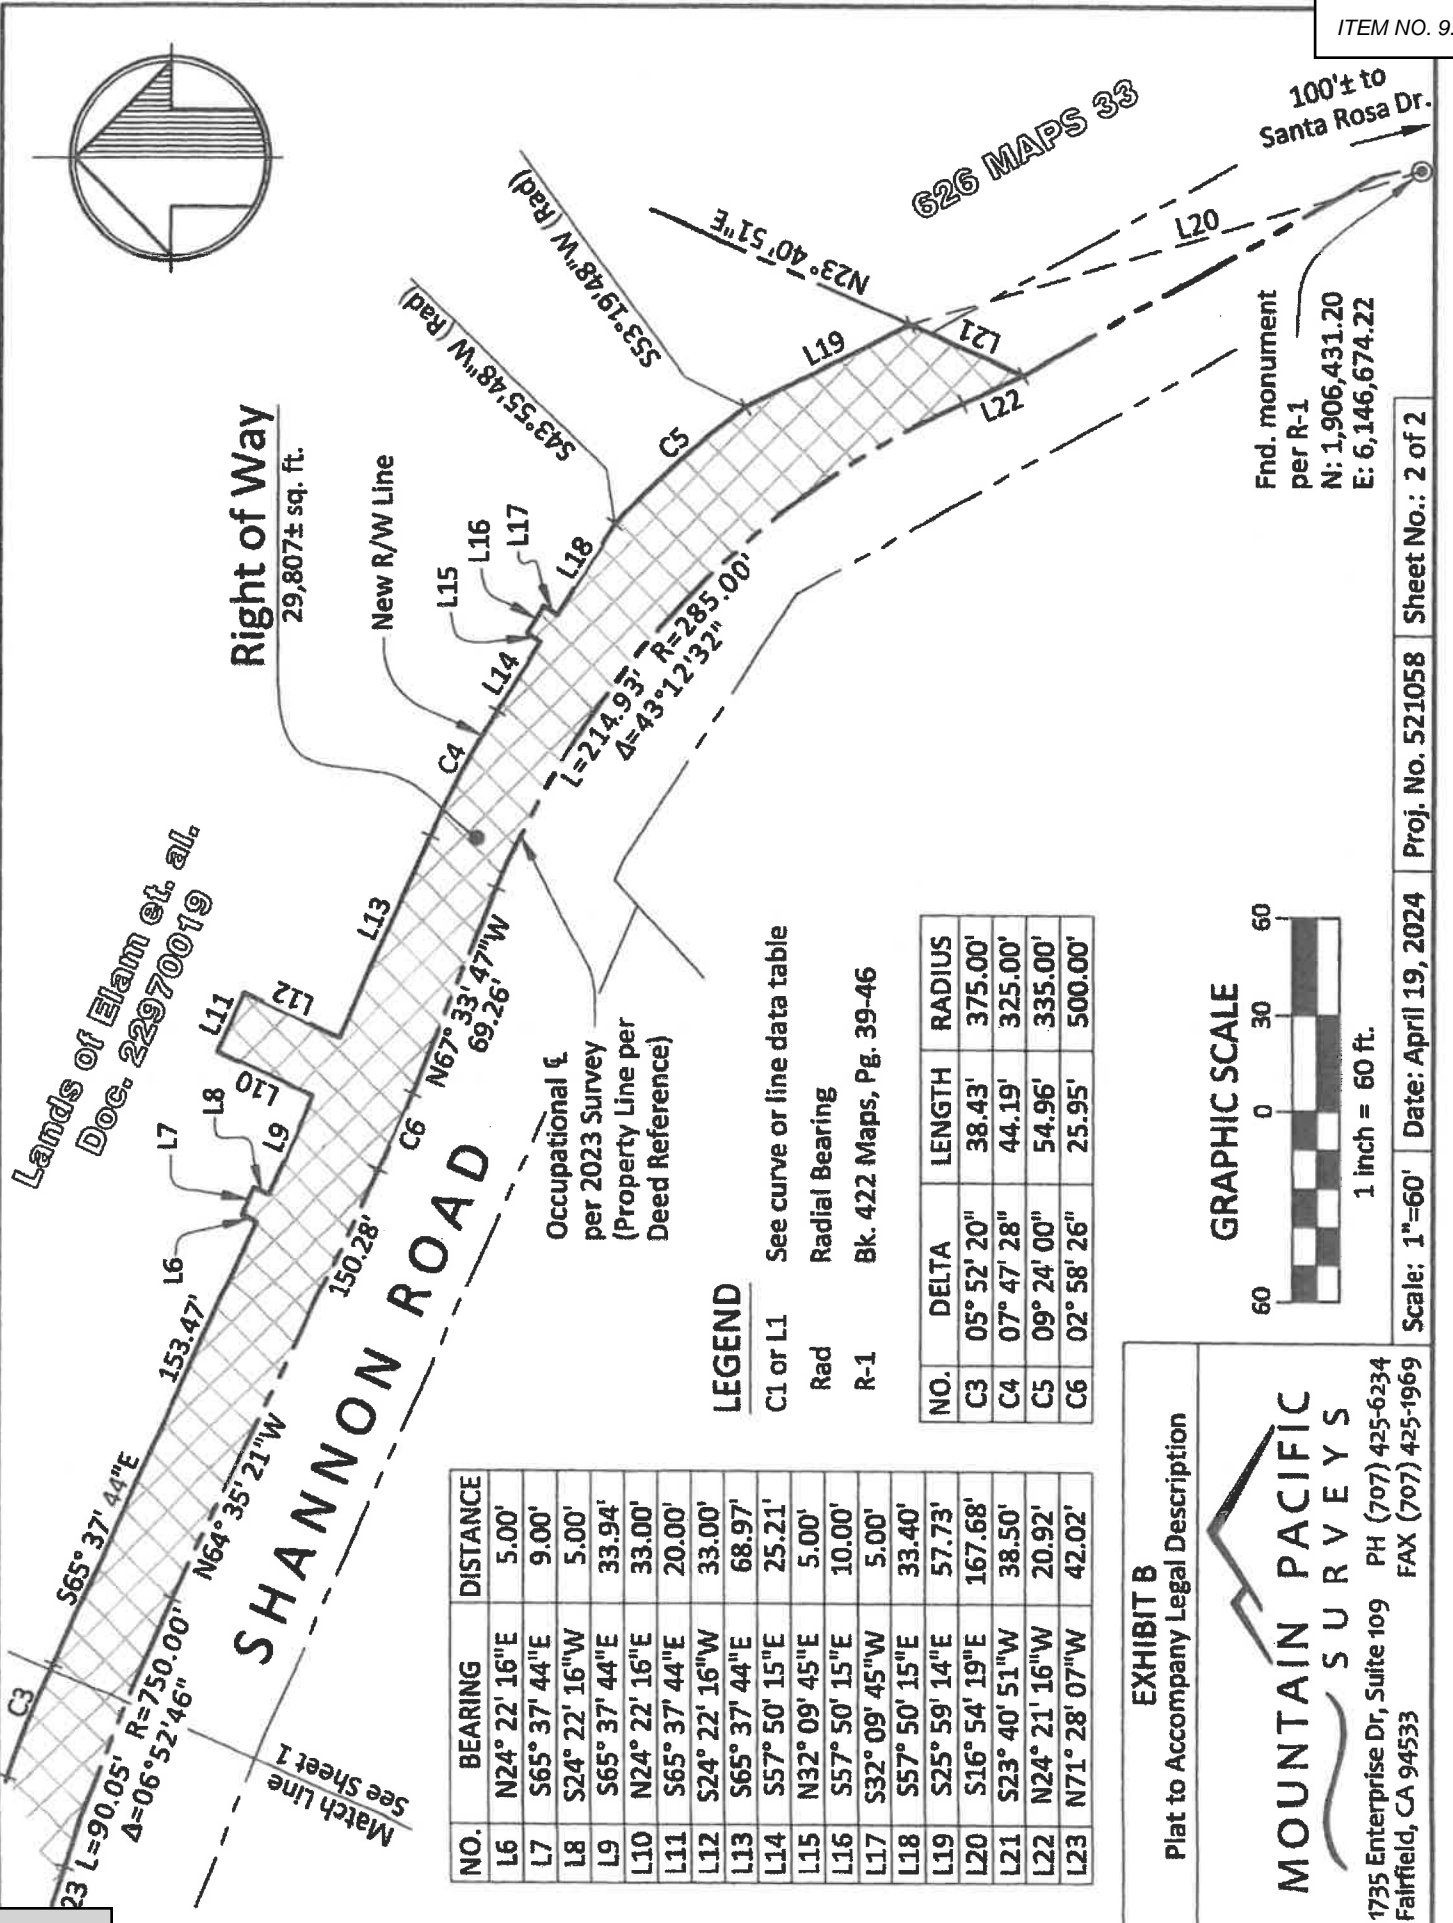 ITEM NO. 9.
Lands of Elam et. al.
Doc. 22970019
Right of Way
29,807± sq. ft.
New R/W Line
626 MAPS 33
100'± to
Santa Rosa Dr.
S43°55'48"W (Rad)
S53°19'48"W (Rad)
N23°40'51"E
C3
S65°37'44"E
153.47'
L6
L7
L8
L9
L10
L11
L12
L13
C4
L14
L15
L16
L17
L18
C5
L19
L20
L21
L22
23
L=90.05' R=750.00'
Δ=06°52'46"
N64°35'21"W
150.28'
C6
N67°33'47"W
69.26'
L=214.93' R=285.00'
Δ=43°12'32"
Match Line
See Sheet 1
SHANNON ROAD
Occupational ℄
per 2023 Survey
(Property Line per
Deed Reference)
Fnd. monument
per R-1
N: 1,906,431.20
E: 6,146,674.22
NO. BEARING DISTANCE
L6 N24°22'16"E 5.00'
L7 S65°37'44"E 9.00'
L8 S24°22'16"W 5.00'
L9 S65°37'44"E 33.94'
L10 N24°22'16"E 33.00'
L11 S65°37'44"E 20.00'
L12 S24°22'16"W 33.00'
L13 S65°37'44"E 68.97'
L14 S57°50'15"E 25.21'
L15 N32°09'45"E 5.00'
L16 S57°50'15"E 10.00'
L17 S32°09'45"W 5.00'
L18 S57°50'15"E 33.40'
L19 S25°59'14"E 57.73'
L20 S16°54'19"E 167.68'
L21 S23°40'51"W 38.50'
L22 N24°21'16"W 20.92'
L23 N71°28'07"W 42.02'
LEGEND
C1 or L1 See curve or line data table
Rad Radial Bearing
R-1 Bk. 422 Maps, Pg. 39-46
NO. DELTA LENGTH RADIUS
C3 05°52'20" 38.43' 375.00'
C4 07°47'28" 44.19' 325.00'
C5 09°24'00" 54.96' 335.00'
C6 02°58'26" 25.95' 500.00'
GRAPHIC SCALE
60 0 30 60
1 inch = 60 ft.
EXHIBIT B
Plat to Accompany Legal Description
MOUNTAIN PACIFIC
SURVEYS
1735 Enterprise Dr, Suite 109 PH (707) 425-6234
Fairfield, CA 94533 FAX (707) 425-1969
Scale: 1"=60' Date: April 19, 2024 Proj. No. 521058 Sheet No.: 2 of 2